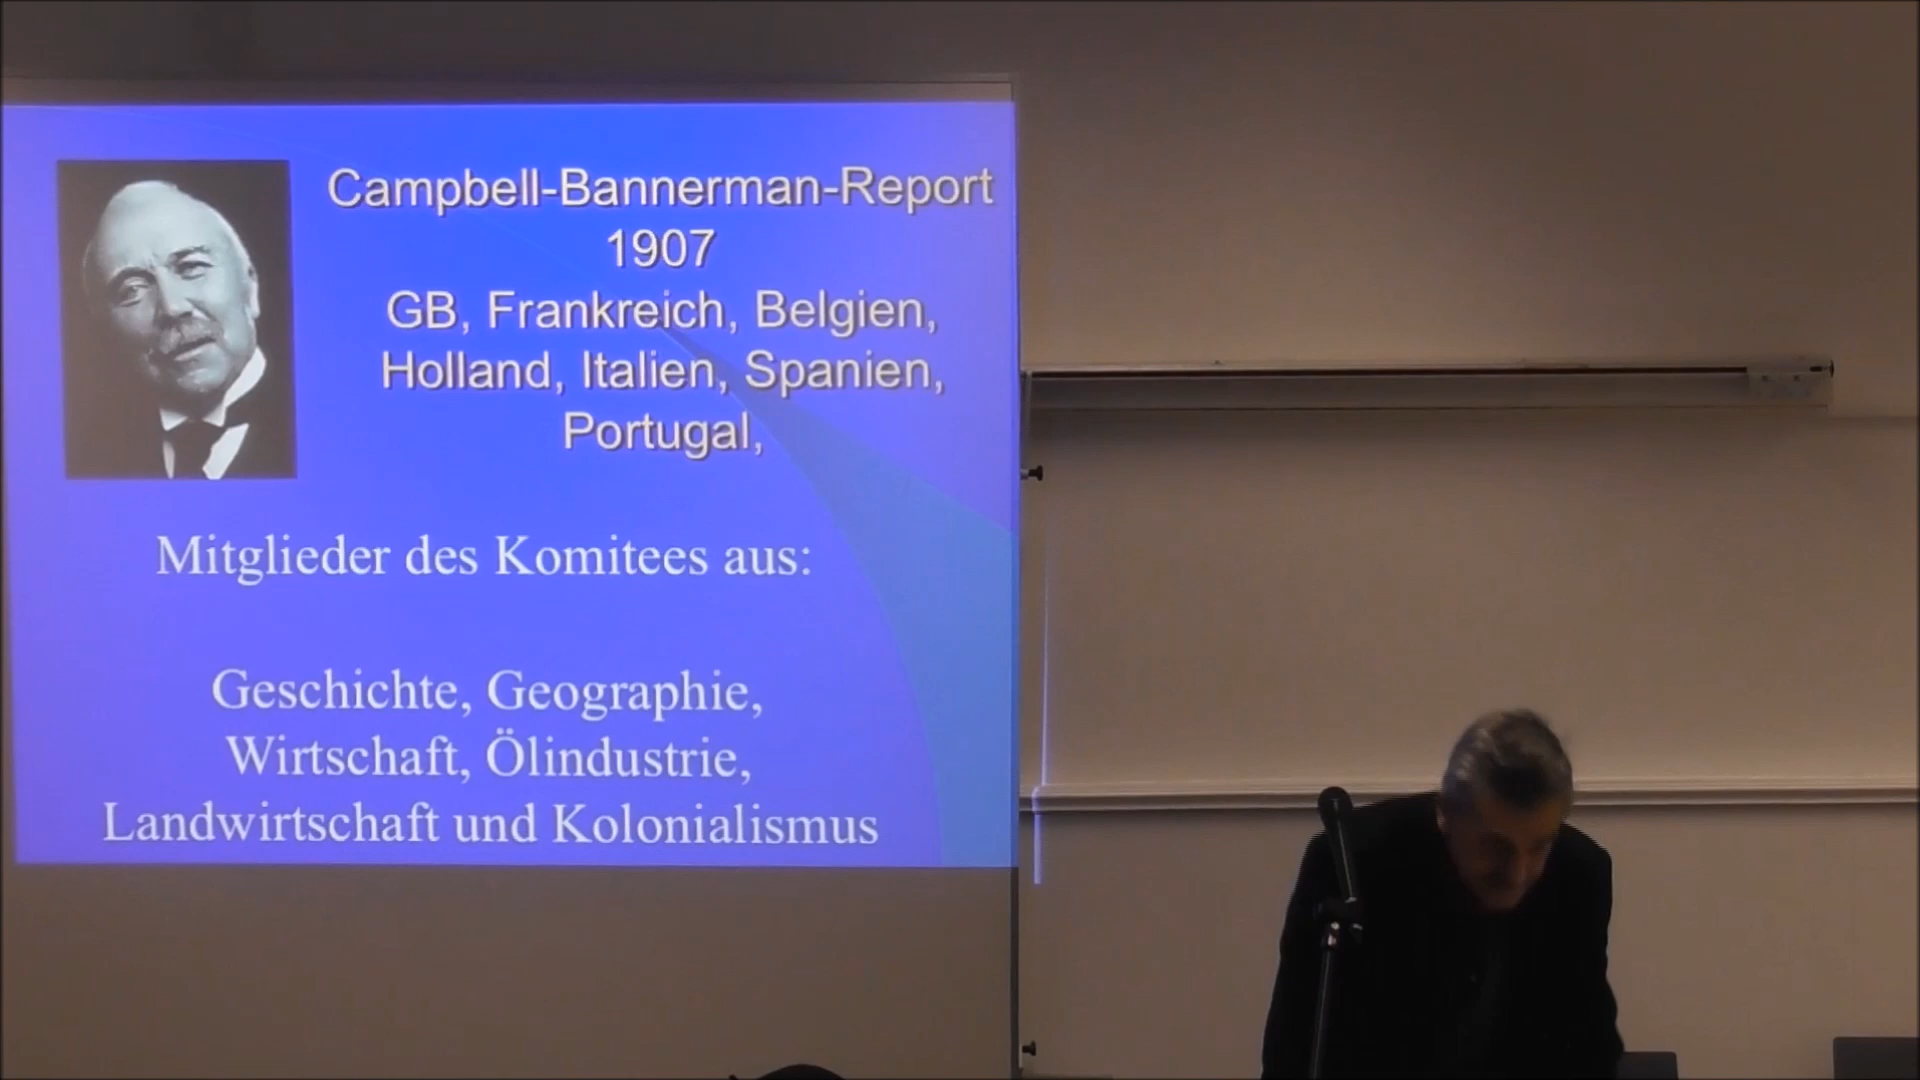 Campbell-Bannerman-Report
1907
GB, Frankreich, Belgien,
Holland, Italien, Spanien,
Portugal,
Mitglieder des Komitees aus:
Geschichte, Geographie,
Wirtschaft, Ölindustrie,
Landwirtschaft und Kolonialismus